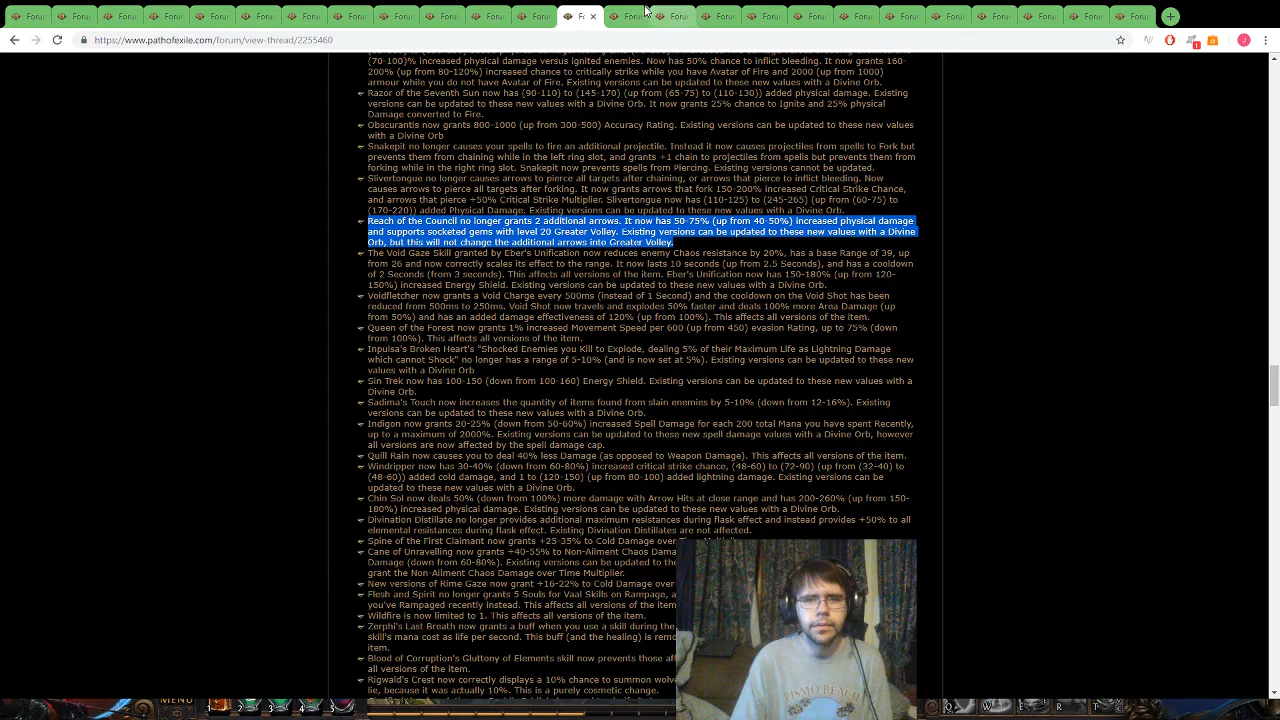 Foru Foru Foru Foru Foru Foru Foru Foru Foru Foru Foru Foru Fo × Foru Foru Foru Foru Foru Foru Foru Foru Foru Foru Foru Foru
https://www.pathofexile.com/forum/view-thread/2255460
(70-100)% increased physical damage versus ignited enemies. Now has 50% chance to inflict bleeding. It now grants 160-
200% (up from 80-120%) increased chance to critically strike while you have Avatar of Fire and 2000 (up from 1000)
armour while you do not have Avatar of Fire. Existing versions can be updated to these new values with a Divine Orb.
Razor of the Seventh Sun now has (90-110) to (145-170) (up from (65-75) to (110-130)) added physical damage. Existing
versions can be updated to these new values with a Divine Orb. It now grants 25% chance to Ignite and 25% physical
Damage converted to Fire.
Obscurantis now grants 800-1000 (up from 300-500) Accuracy Rating. Existing versions can be updated to these new values
with a Divine Orb
Snakepit no longer causes your spells to fire an additional projectile. Instead it now causes projectiles from spells to Fork but
prevents them from chaining while in the left ring slot, and grants +1 chain to projectiles from spells but prevents them from
forking while in the right ring slot. Snakepit now prevents spells from Piercing. Existing versions cannot be updated.
Slivertongue no longer causes arrows to pierce all targets after chaining, or arrows that pierce to inflict bleeding. Now
causes arrows to pierce all targets after forking. It now grants arrows that fork 150-200% increased Critical Strike Chance,
and arrows that pierce +50% Critical Strike Multiplier. Slivertongue now has (110-125) to (245-265) (up from (60-75) to
(170-220)) added Physical Damage. Existing versions can be updated to these new values with a Divine Orb.
Reach of the Council no longer grants 2 additional arrows. It now has 50-75% (up from 40-50%) increased physical damage
and supports socketed gems with level 20 Greater Volley. Existing versions can be updated to these new values with a Divine
Orb, but this will not change the additional arrows into Greater Volley.
The Void Gaze Skill granted by Eber's Unification now reduces enemy Chaos resistance by 20%, has a base Range of 39, up
from 26 and now correctly scales its effect to the range. It now lasts 10 seconds (up from 2.5 Seconds), and has a cooldown
of 2 Seconds (from 3 seconds). This affects all versions of the item. Eber's Unification now has 150-180% (up from 120-
150%) increased Energy Shield. Existing versions can be updated to these new values with a Divine Orb.
Voidfletcher now grants a Void Charge every 500ms (instead of 1 Second) and the cooldown on the Void Shot has been
reduced from 500ms to 250ms. Void Shot now travels and explodes 50% faster and deals 100% more Area Damage (up
from 50%) and has an added damage effectiveness of 120% (up from 100%). This affects all versions of the item.
Queen of the Forest now grants 1% increased Movement Speed per 600 (up from 450) evasion Rating, up to 75% (down
from 100%). This affects all versions of the item.
Inpulsa's Broken Heart's "Shocked Enemies you Kill to Explode, dealing 5% of their Maximum Life as Lightning Damage
which cannot Shock" no longer has a range of 5-10% (and is now set at 5%). Existing versions can be updated to these new
values with a Divine Orb
Sin Trek now has 100-150 (down from 100-160) Energy Shield. Existing versions can be updated to these new values with a
Divine Orb.
Sadima's Touch now increases the quantity of items found from slain enemies by 5-10% (down from 12-16%). Existing
versions can be updated to these new values with a Divine Orb.
Indigon now grants 20-25% (down from 50-60%) increased Spell Damage for each 200 total Mana you have spent Recently,
up to a maximum of 2000%. Existing versions can be updated to these new spell damage values with a Divine Orb, however
all versions are now affected by the spell damage cap.
Quill Rain now causes you to deal 40% less Damage (as opposed to Weapon Damage). This affects all versions of the item.
Windripper now has 30-40% (down from 60-80%) increased critical strike chance, (48-60) to (72-90) (up from (32-40) to
(48-60)) added cold damage, and 1 to (120-150) (up from 80-100) added lightning damage. Existing versions can be
updated to these new values with a Divine Orb.
Chin Sol now deals 50% (down from 100%) more damage with Arrow Hits at close range and has 200-260% (up from 150-
180%) increased physical damage. Existing versions can be updated to these new values with a Divine Orb.
Divination Distillate no longer provides additional maximum resistances during flask effect and instead provides +50% to all
elemental resistances during flask effect. Existing Divination Distillates are not affected.
Spine of the First Claimant now grants +25-35% to Cold Damage over
Cane of Unravelling now grants +40-55% to Non-Ailment Chaos Dama
Damage (down from 60-80%). Existing versions can be updated to
grant the Non-Ailment Chaos Damage over Time Multiplier.
New versions of Rime Gaze now grant +16-22% to Cold Damage over
Flesh and Spirit no longer grants 5 Souls for Vaal Skills on Rampage, a
you've Rampaged recently instead. This affects all versions of the item
Wildfire is now limited to 1. This affects all versions of the item.
Zerphi's Last Breath now grants a buff when you use a skill during the
skill's mana cost as life per second. This buff (and the healing) is remo
item.
Blood of Corruption's Gluttony of Elements skill now prevents those aff
all versions of the item.
Rigwald's Crest now correctly displays a 10% chance to summon wolv
lie, because it was actually 10%. This is a purely cosmetic change.
MENU 2 3 4 5 Q W E R T
PISMO BEACH